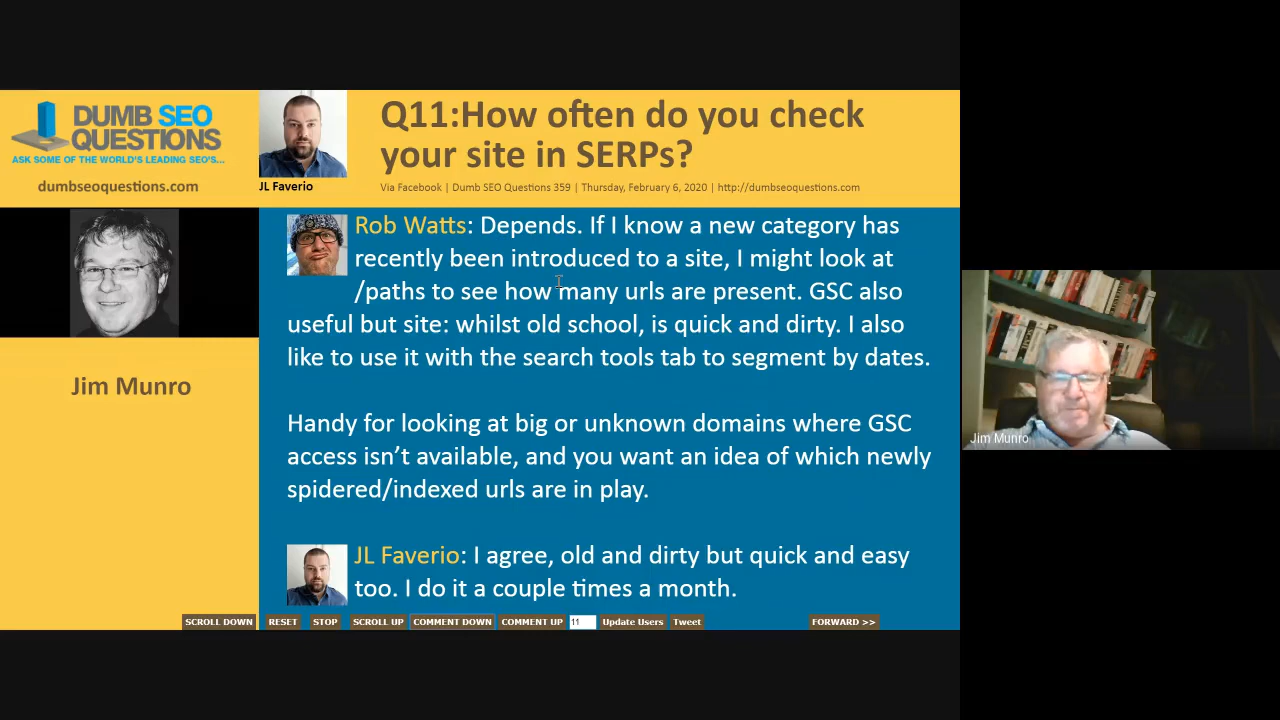 DUMB SEO
QUESTIONS
ASK SOME OF THE WORLD'S LEADING SEO'S...
dumbseoquestions.com
JL Faverio
Q11:How often do you check
your site in SERPs?
Via Facebook | Dumb SEO Questions 359 | Thursday, February 6, 2020 | http://dumbseoquestions.com
Jim Munro
Rob Watts: Depends. If I know a new category has
recently been introduced to a site, I might look at
/paths to see how many urls are present. GSC also
useful but site: whilst old school, is quick and dirty. I also
like to use it with the search tools tab to segment by dates.
Handy for looking at big or unknown domains where GSC
access isn't available, and you want an idea of which newly
spidered/indexed urls are in play.
JL Faverio: I agree, old and dirty but quick and easy
too. I do it a couple times a month.
SCROLL DOWN RESET STOP SCROLL UP COMMENT DOWN COMMENT UP 11 Update Users Tweet FORWARD >>
Jim Munro